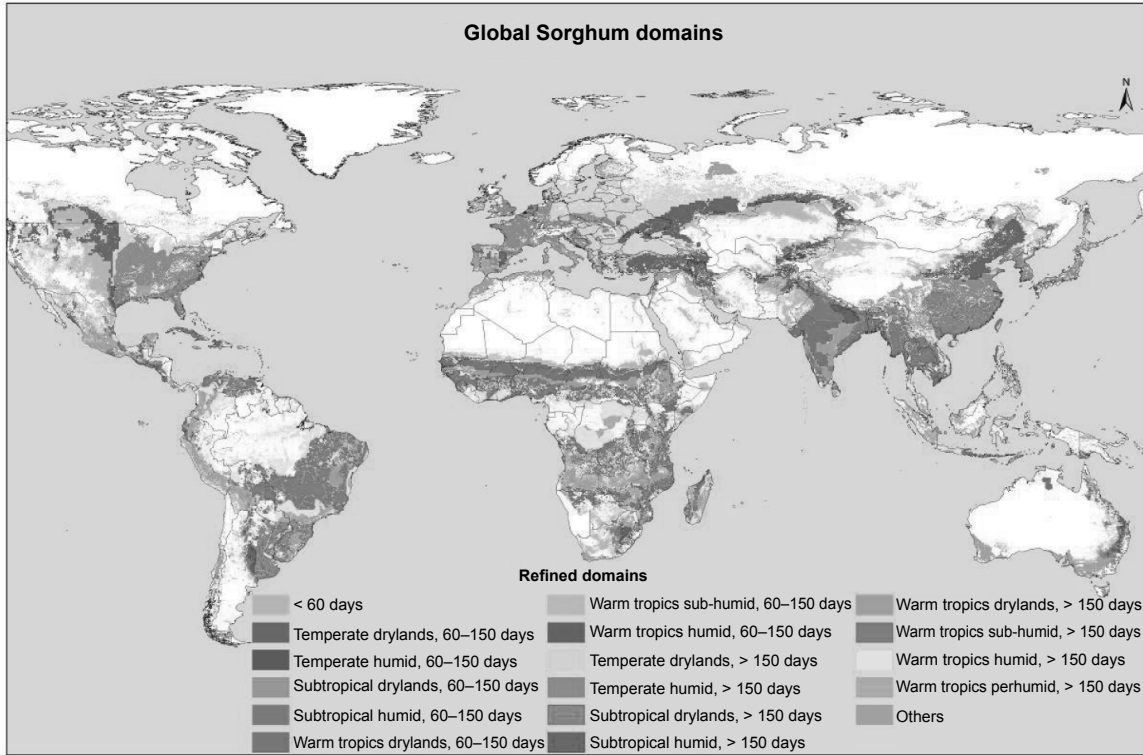 Global Sorghum domains
N
Refined domains
< 60 days
Temperate drylands, 60–150 days
Temperate humid, 60–150 days
Subtropical drylands, 60–150 days
Subtropical humid, 60–150 days
Warm tropics drylands, 60–150 days
Warm tropics sub-humid, 60–150 days
Warm tropics humid, 60–150 days
Temperate drylands, > 150 days
Temperate humid, > 150 days
Subtropical drylands, > 150 days
Subtropical humid, > 150 days
Warm tropics drylands, > 150 days
Warm tropics sub-humid, > 150 days
Warm tropics humid, > 150 days
Warm tropics perhumid, > 150 days
Others